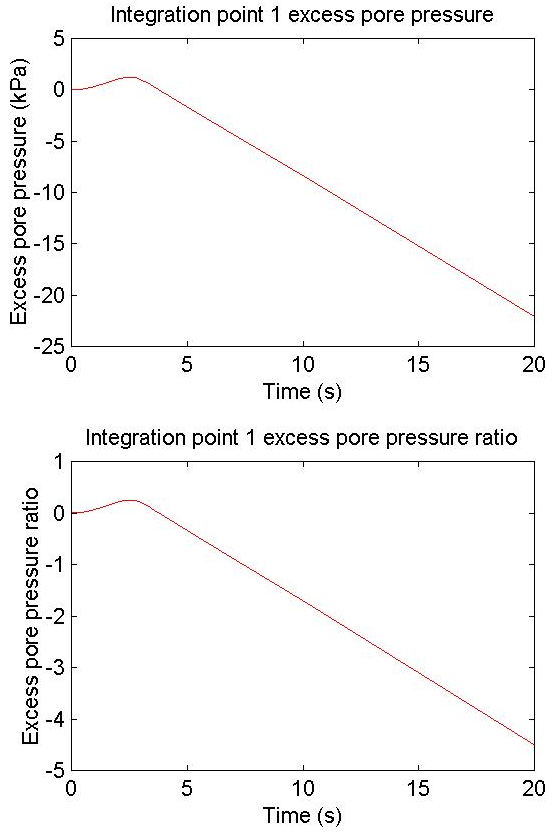 Integration point 1 excess pore pressure
5
0
-5
-10
-15
-20
-25
Excess pore pressure (kPa)
0 5 10 15 20
Time (s)
Integration point 1 excess pore pressure ratio
1
0
-1
-2
-3
-4
-5
Excess pore pressure ratio
0 5 10 15 20
Time (s)